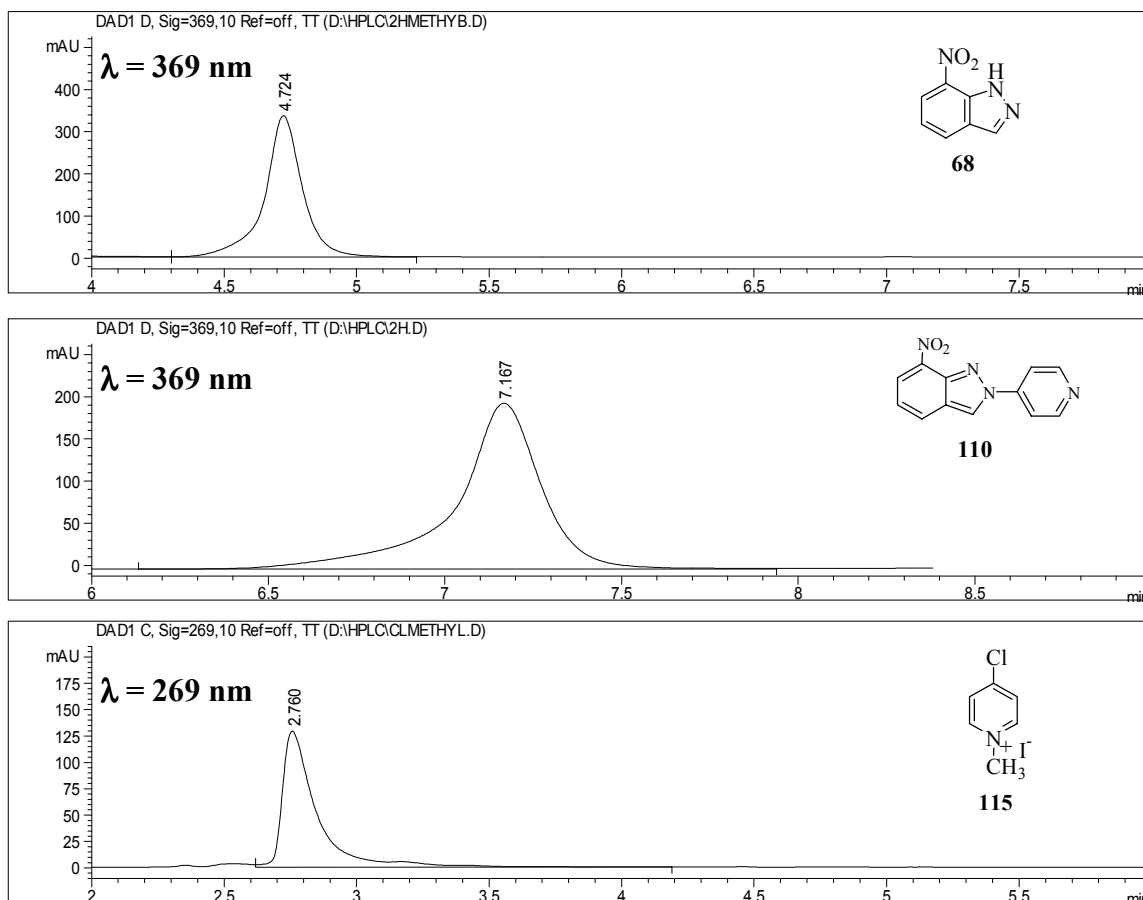 DAD1 D, Sig=369,10 Ref=off, TT (D:\HPLC\2HMETHYB.D)
mAU
λ = 369 nm
4.724
400
300
200
100
0
4 4.5 5 5.5 6 6.5 7 7.5 min
NO2 H
N
N
68
DAD1 D, Sig=369,10 Ref=off, TT (D:\HPLC\2H.D)
mAU
λ = 369 nm
7.167
200
150
100
50
0
6 6.5 7 7.5 8 8.5
NO2
N
N
N
110
DAD1 C, Sig=269,10 Ref=off, TT (D:\HPLC\CLMETHYL.D)
mAU
λ = 269 nm
2.760
175
150
125
100
75
50
25
0
2 2.5 3 3.5 4 4.5 5 5.5
Cl
N+ I-
CH3
115